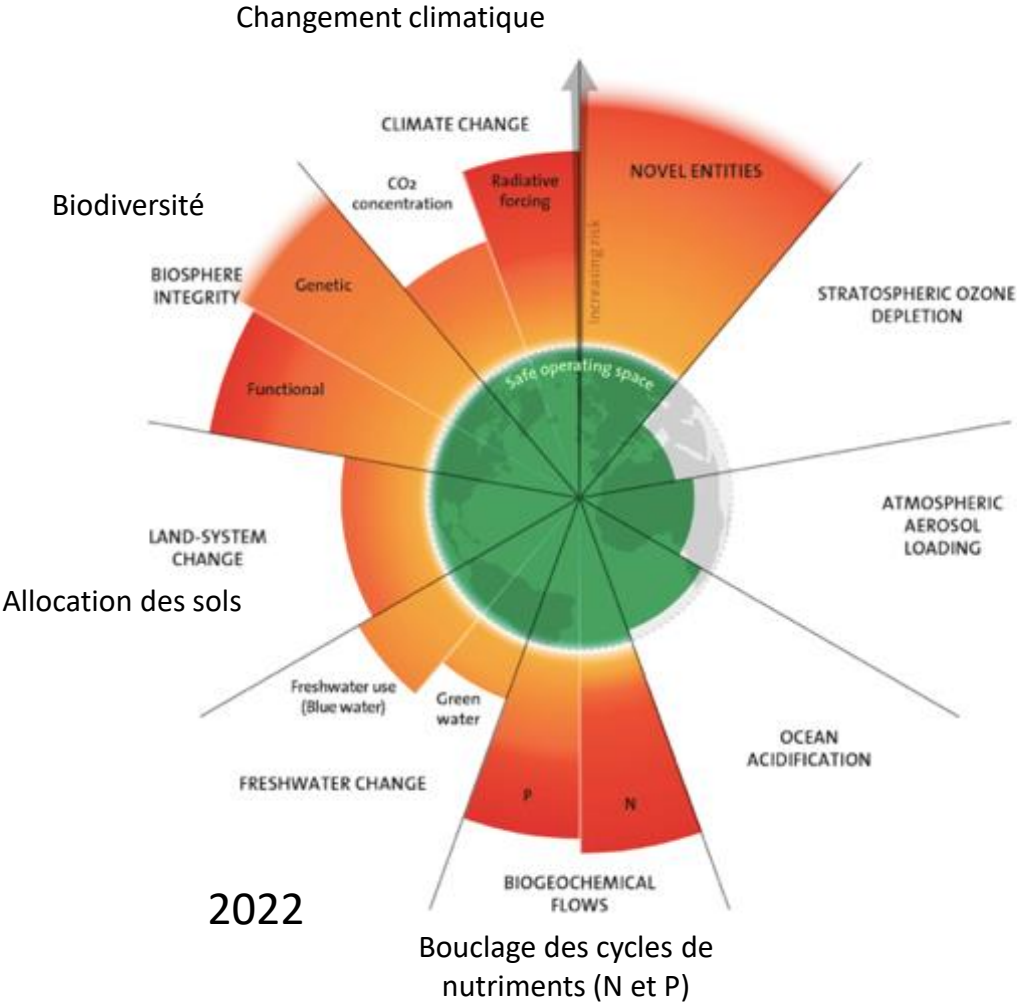 Changement climatique
CLIMATE CHANGE
NOVEL ENTITIES
Radiative
forcing
CO2
concentration
Biodiversité
BIOSPHERE
INTEGRITY
Genetic
Increasing risk
STRATOSPHERIC OZONE
DEPLETION
Safe operating space
Functional
ATMOSPHERIC
AEROSOL
LOADING
LAND-SYSTEM
CHANGE
Allocation des sols
Freshwater use
(Blue water)
Green
water
OCEAN
ACIDIFICATION
FRESHWATER CHANGE
P
N
BIOGEOCHEMICAL
FLOWS
2022
Bouclage des cycles de
nutriments (N et P)